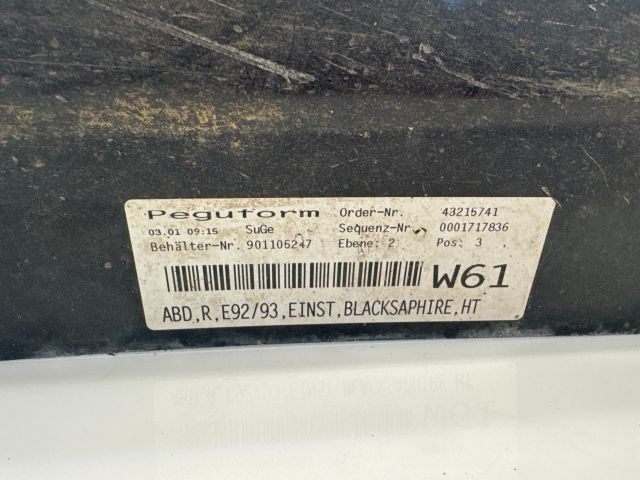 Peguform Order-Nr. 43215741
03.01 09:15 SuGe Sequenz-Nr. 0001717836
Behälter-Nr. 901105247 Ebene: 2 Pos: 3
W61
ABD,R,E92/93,EINST,BLACKSAPHIRE,HT